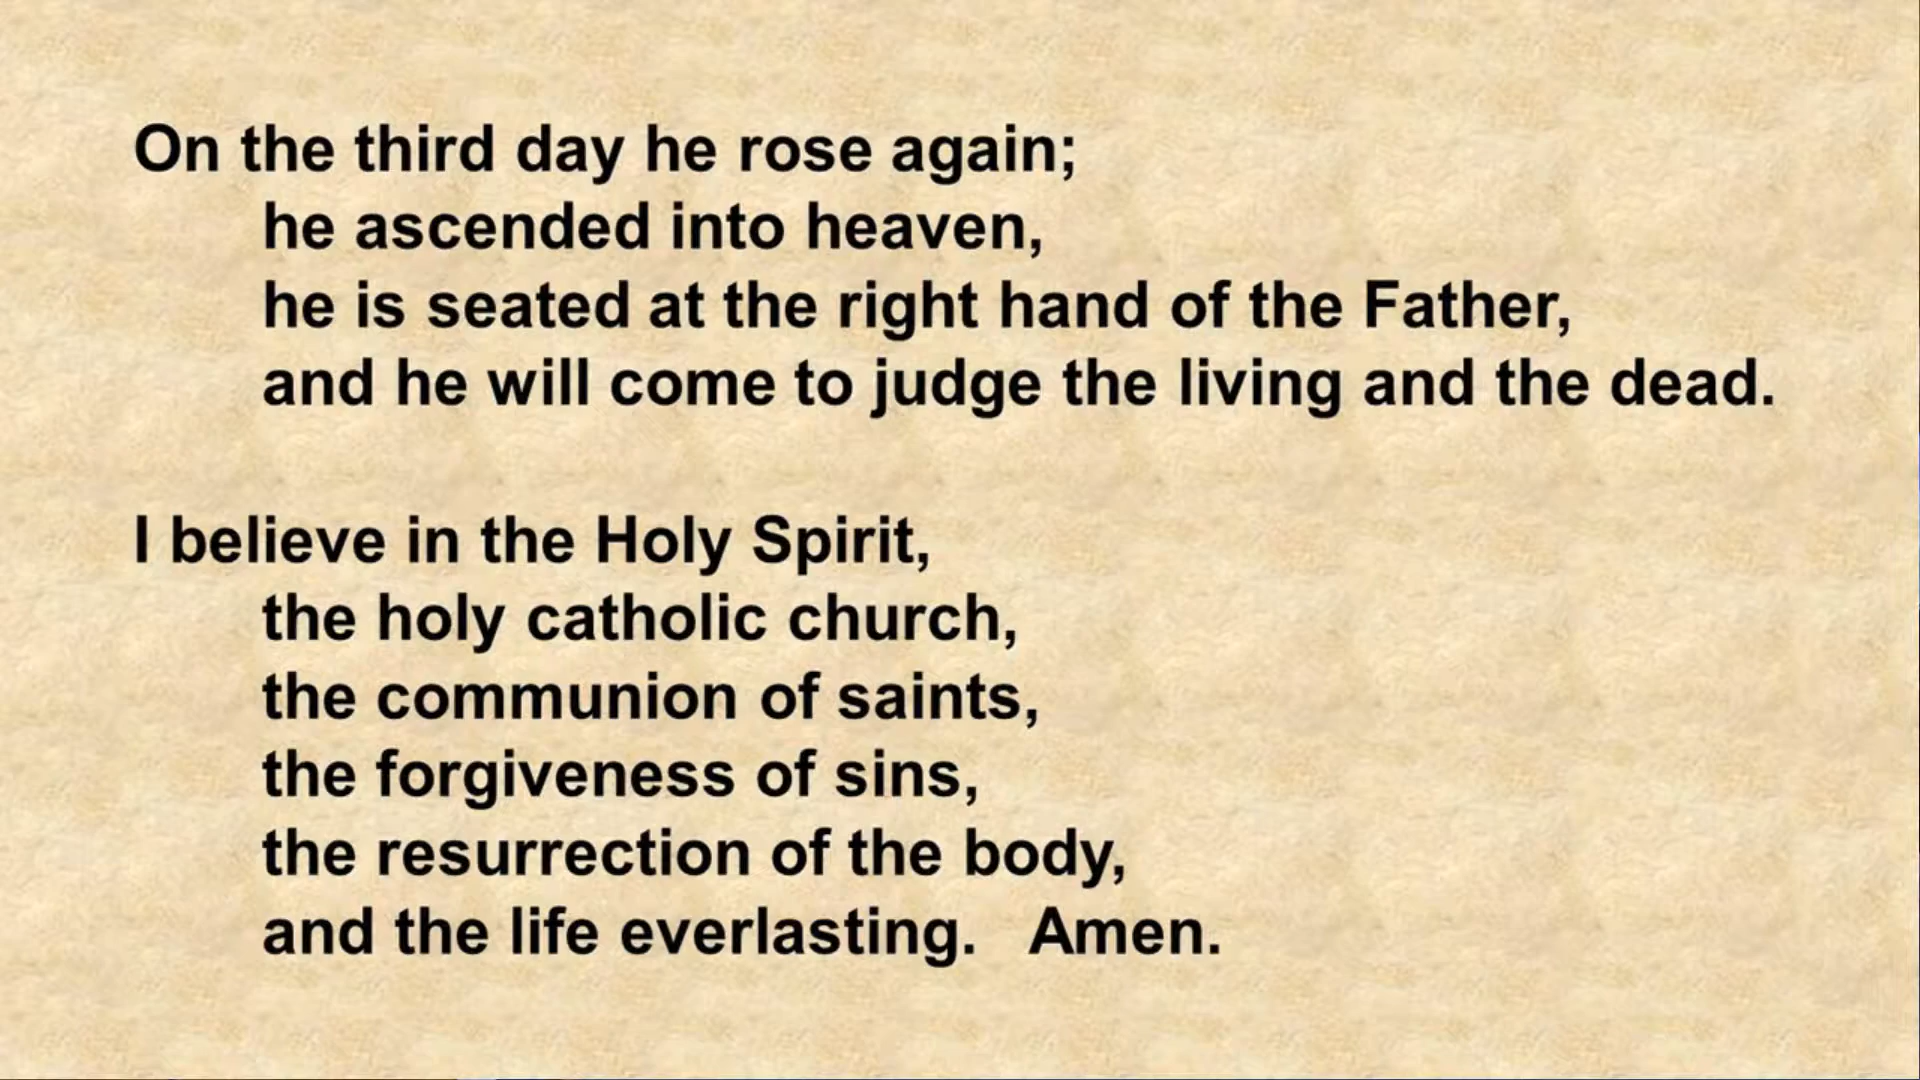 On the third day he rose again;
he ascended into heaven,
he is seated at the right hand of the Father,
and he will come to judge the living and the dead.
I believe in the Holy Spirit,
the holy catholic church,
the communion of saints,
the forgiveness of sins,
the resurrection of the body,
and the life everlasting. Amen.